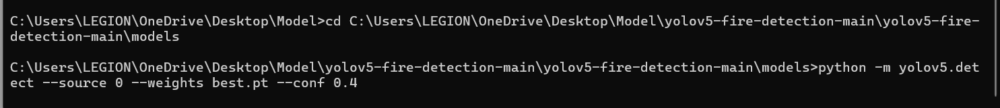 C:\Users\LEGION\OneDrive\Desktop\Model>cd C:\Users\LEGION\OneDrive\Desktop\Model\yolov5-fire-detection-main\yolov5-fire-
detection-main\models
C:\Users\LEGION\OneDrive\Desktop\Model\yolov5-fire-detection-main\yolov5-fire-detection-main\models>python -m yolov5.det
ect --source 0 --weights best.pt --conf 0.4